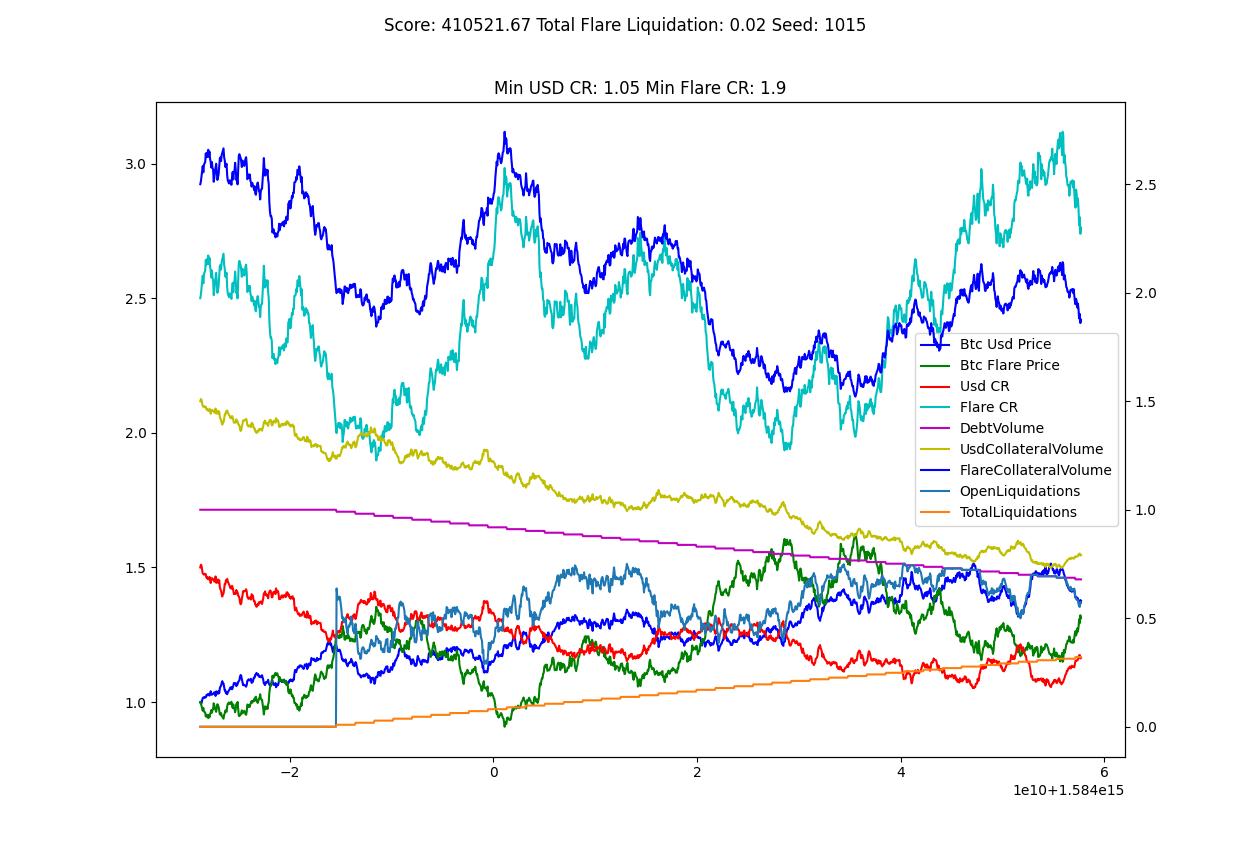 Score: 410521.67 Total Flare Liquidation: 0.02 Seed: 1015
Min USD CR: 1.05 Min Flare CR: 1.9
3.0
2.5
2.0
1.5
1.0
2.5
2.0
1.5
1.0
0.5
0.0
Btc Usd Price
Btc Flare Price
Usd CR
Flare CR
DebtVolume
UsdCollateralVolume
FlareCollateralVolume
OpenLiquidations
TotalLiquidations
−2 0 2 4 6
1e10+1.584e15